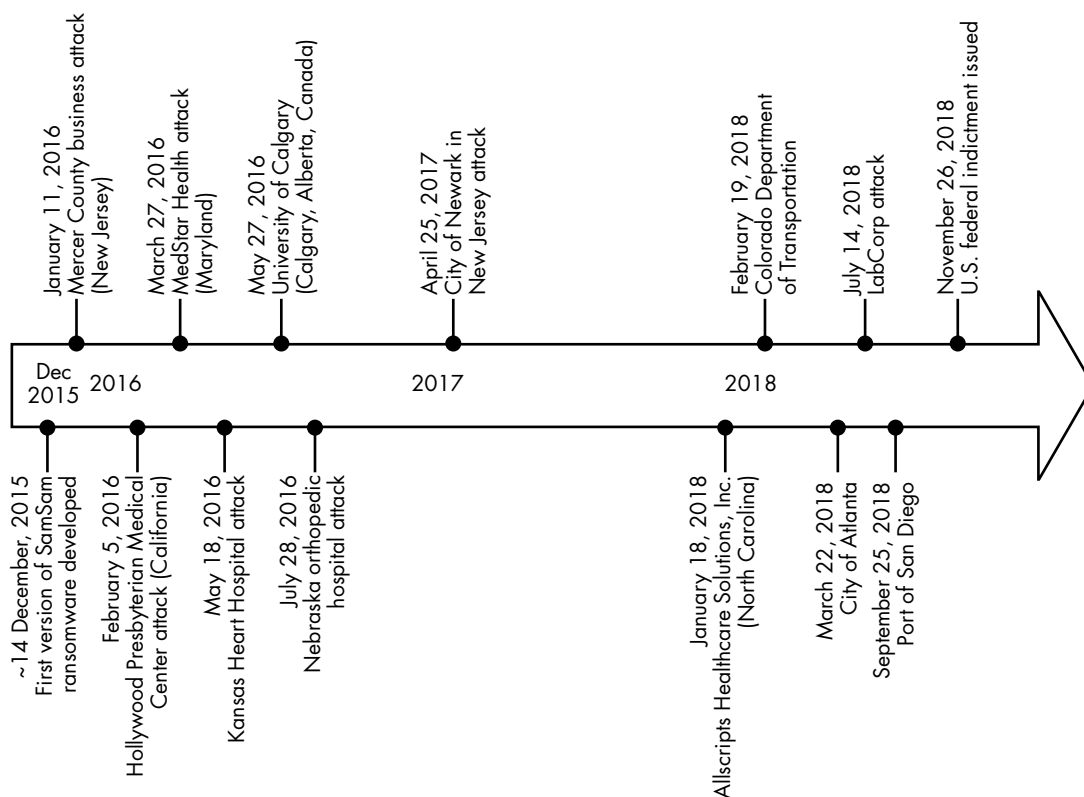 January 11, 2016
Mercer County business attack
(New Jersey)
March 27, 2016
MedStar Health attack
(Maryland)
May 27, 2016
University of Calgary
(Calgary, Alberta, Canada)
April 25, 2017
City of Newark in
New Jersey attack
February 19, 2018
Colorado Department
of Transportation
July 14, 2018
LabCorp attack
November 26, 2018
U.S. federal indictment issued
Dec
2015
2016
2017
2018
~14 December, 2015
First version of SamSam
ransomware developed
February 5, 2016
Hollywood Presbyterian Medical
Center attack (California)
May 18, 2016
Kansas Heart Hospital attack
July 28, 2016
Nebraska orthopedic
hospital attack
January 18, 2018
Allscripts Healthcare Solutions, Inc.
(North Carolina)
March 22, 2018
City of Atlanta
September 25, 2018
Port of San Diego